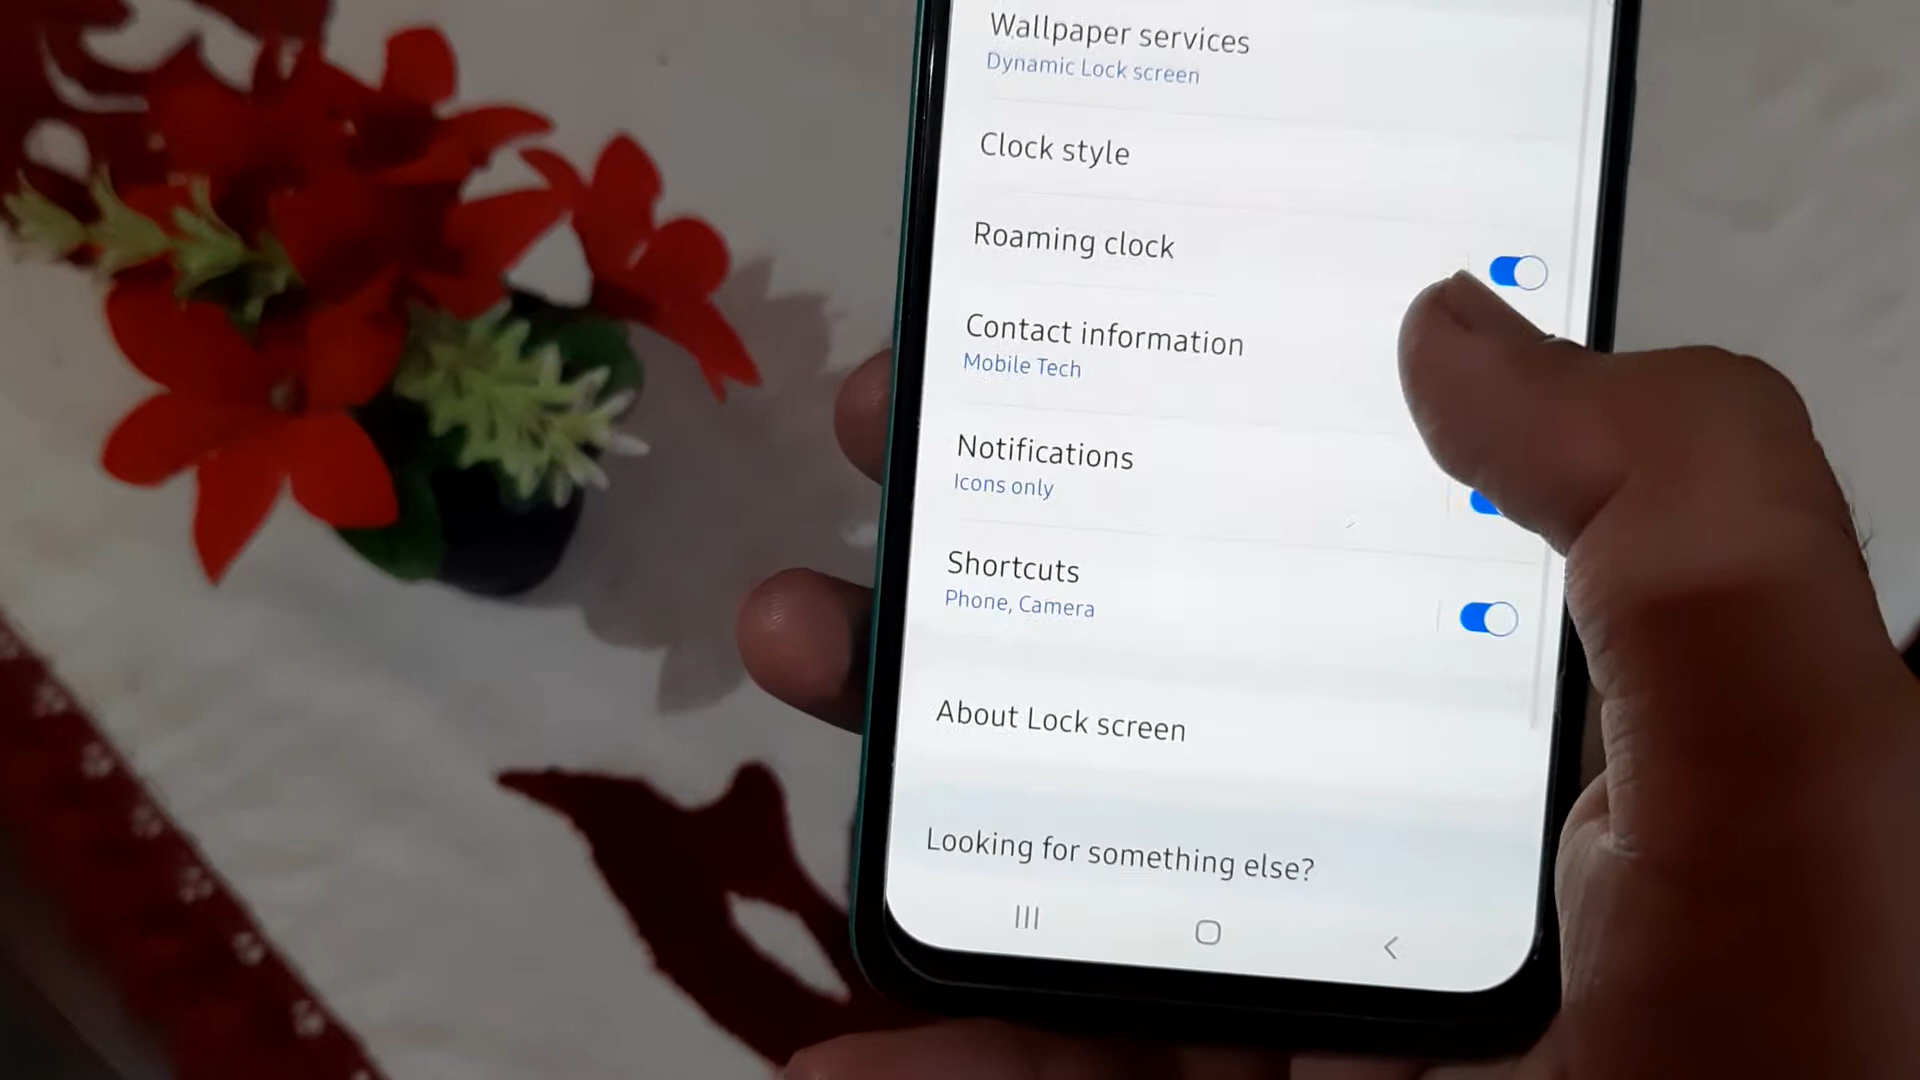 Wallpaper services
Dynamic Lock screen
Clock style
Roaming clock
Contact information
Mobile Tech
Notifications
Icons only
Shortcuts
Phone, Camera
About Lock screen
Looking for something else?